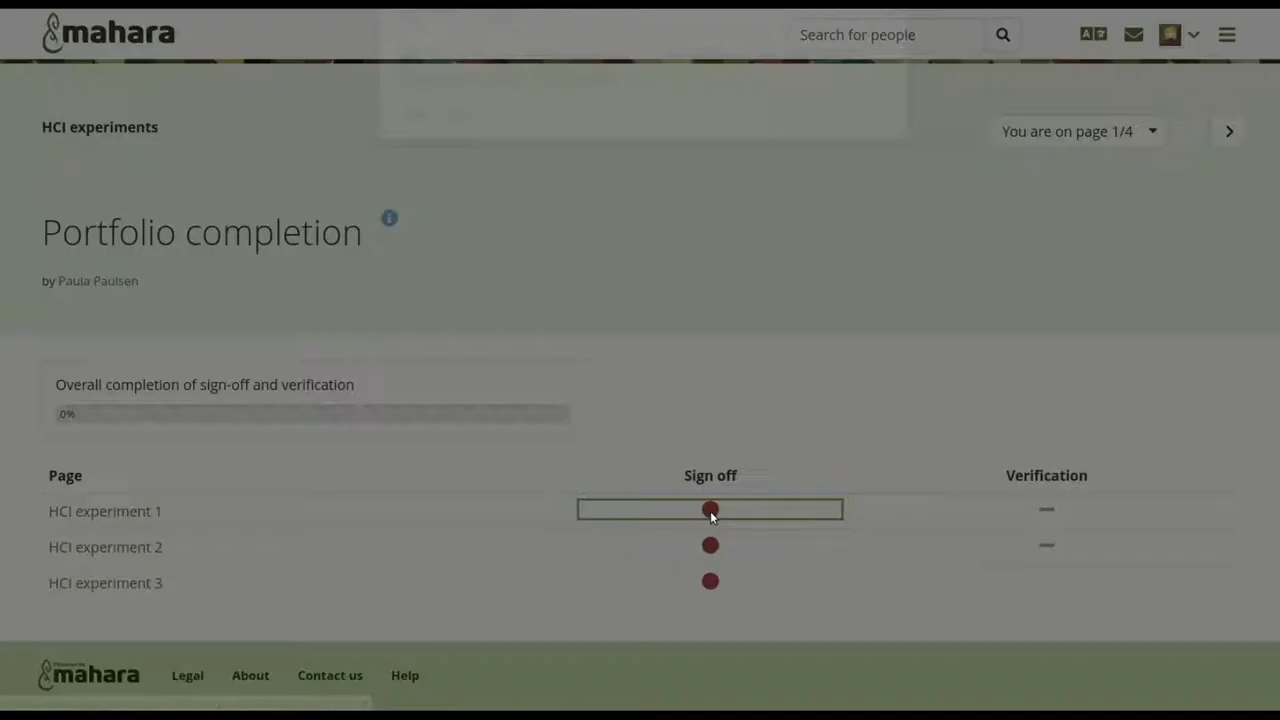 mahara
Search for people
HCI experiments
You are on page 1/4
Portfolio completion
by Paula Paulsen
Overall completion of sign-off and verification
0%
Page Sign off Verification
HCI experiment 1
HCI experiment 2
HCI experiment 3
mahara Legal About Contact us Help